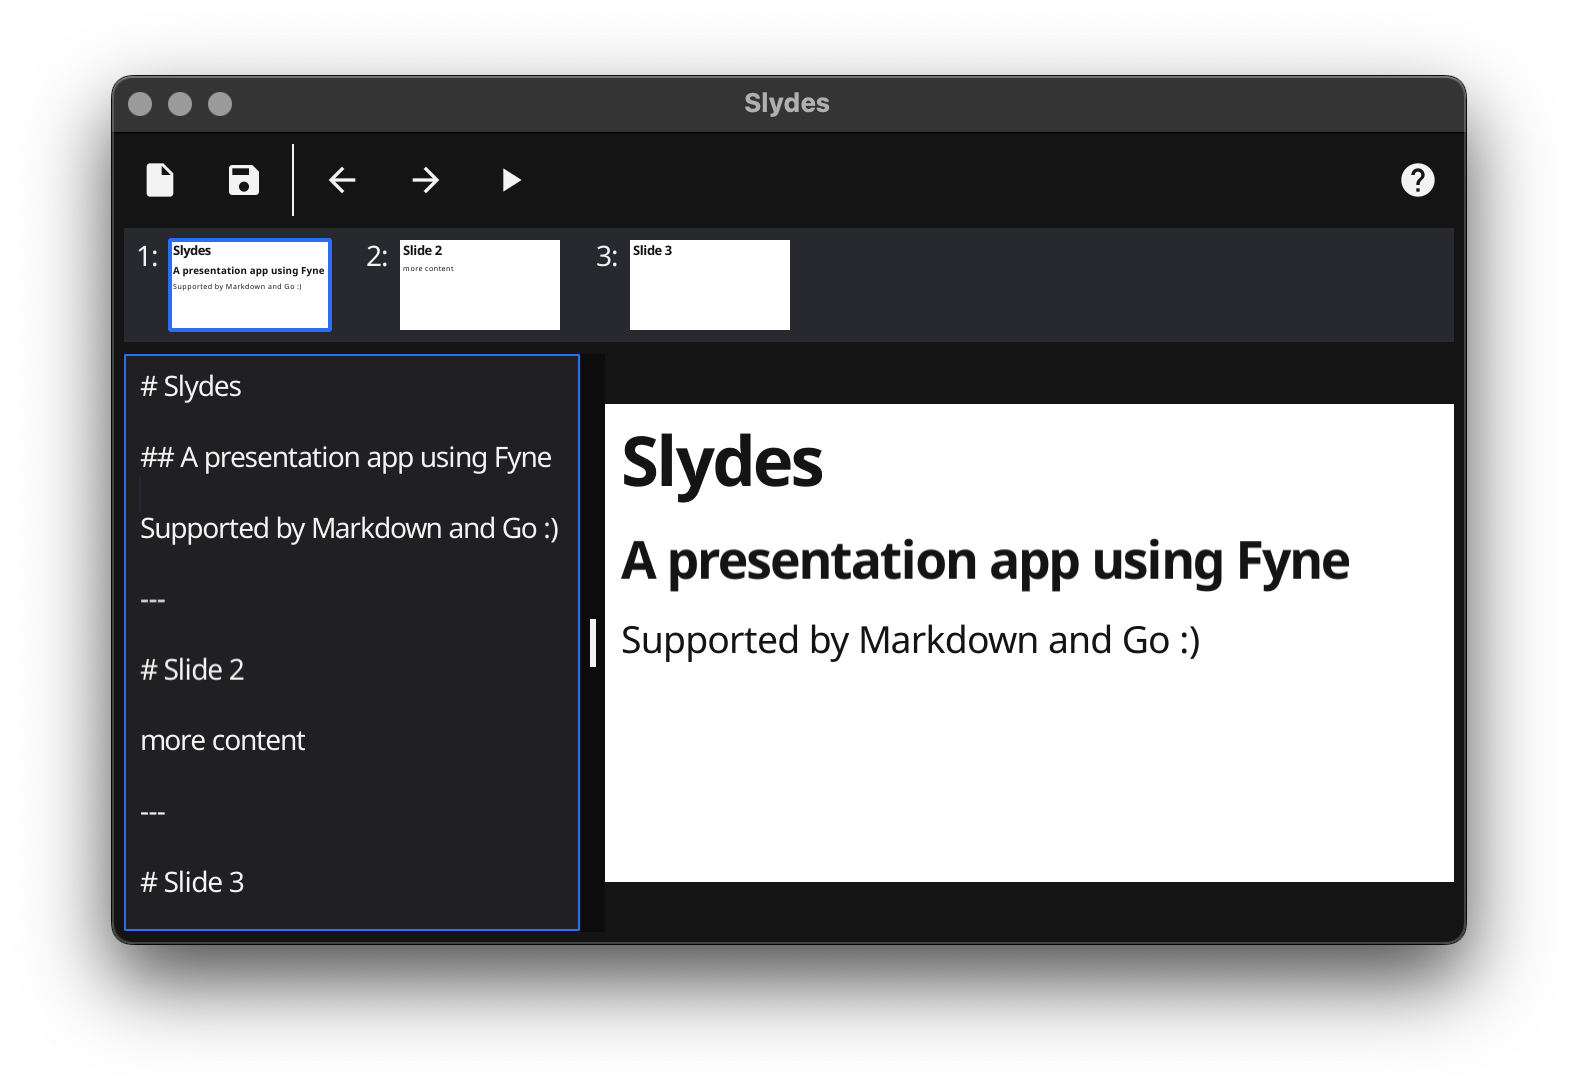 Slydes
1:
Slydes
A presentation app using Fyne
Supported by Markdown and Go :)
2:
Slide 2
more content
3:
Slide 3
# Slydes
## A presentation app using Fyne
Supported by Markdown and Go :)
---
# Slide 2
more content
---
# Slide 3
Slydes
A presentation app using Fyne
Supported by Markdown and Go :)